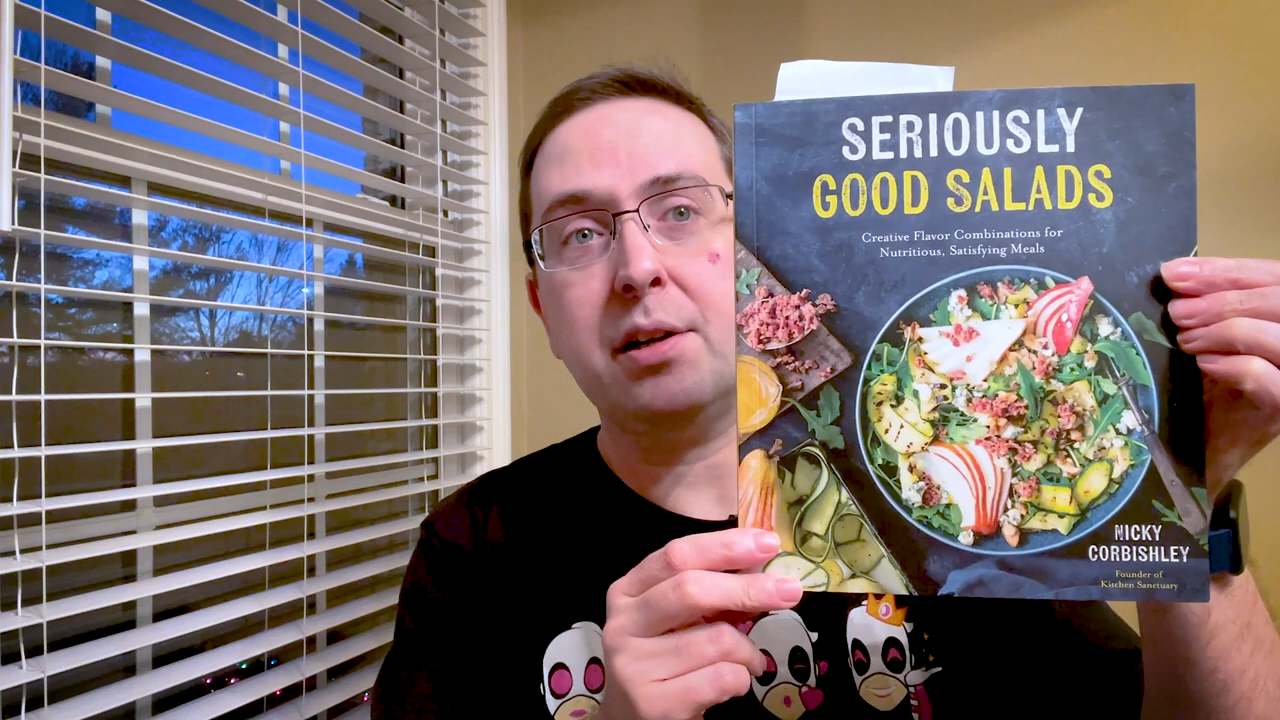 SERIOUSLY
GOOD SALADS
Creative Flavor Combinations for
Nutritious, Satisfying Meals
NICKY
CORBISHLEY
Founder of
Kitchen Sanctuary